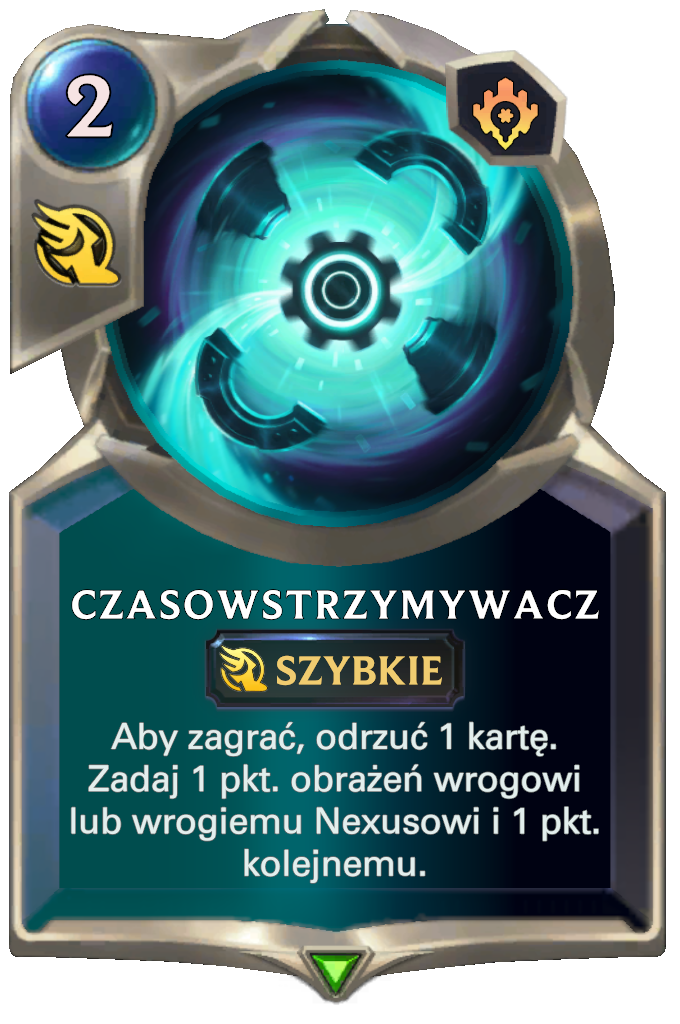 2
CZASOWSTRZYMYWACZ
SZYBKIE
Aby zagrać, odrzuć 1 kartę.
Zadaj 1 pkt. obrażeń wrogowi
lub wrogiemu Nexusowi i 1 pkt.
kolejnemu.